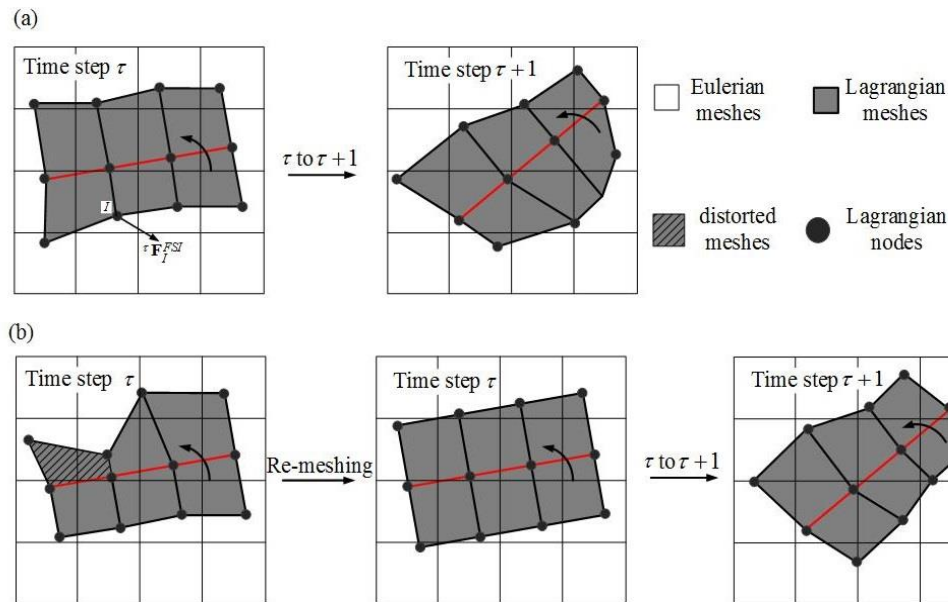 (a)
Time step τ
I
τ F_I^FSI
τ to τ+1
Time step τ+1
Eulerian
meshes
Lagrangian
meshes
distorted
meshes
Lagrangian
nodes
(b)
Time step τ
Re-meshing
Time step τ
τ to τ+1
Time step τ+1